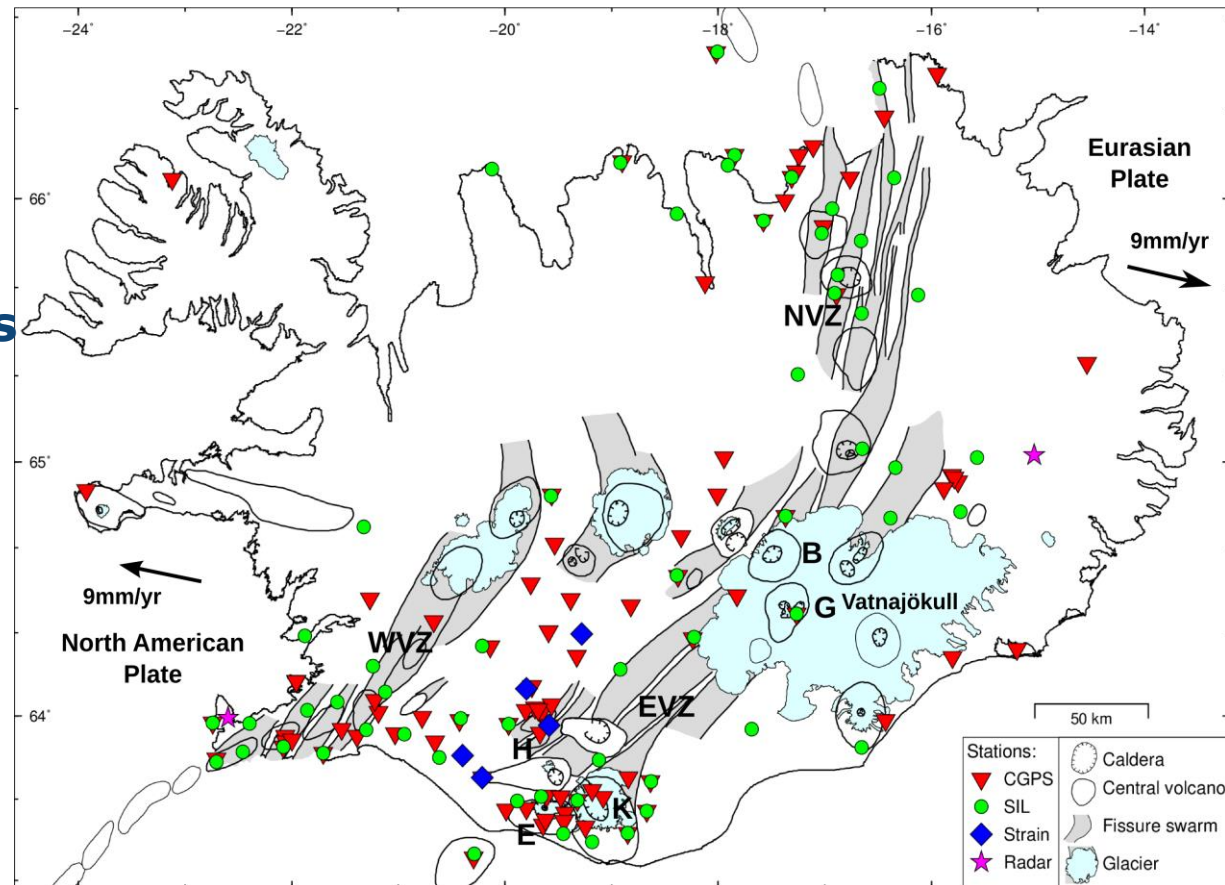 -24˚ -22˚ -20˚ -18˚ -16˚ -14˚
Eurasian
Plate
66˚
9mm/yr
s
NVZ
65˚
B
9mm/yr
G Vatnajökull
North American
Plate
WVZ
64˚
EVZ
50 km
H
Stations:
CGPS
SIL
Strain
Radar
Caldera
Central volcano
Fissure swarm
Glacier
K
E